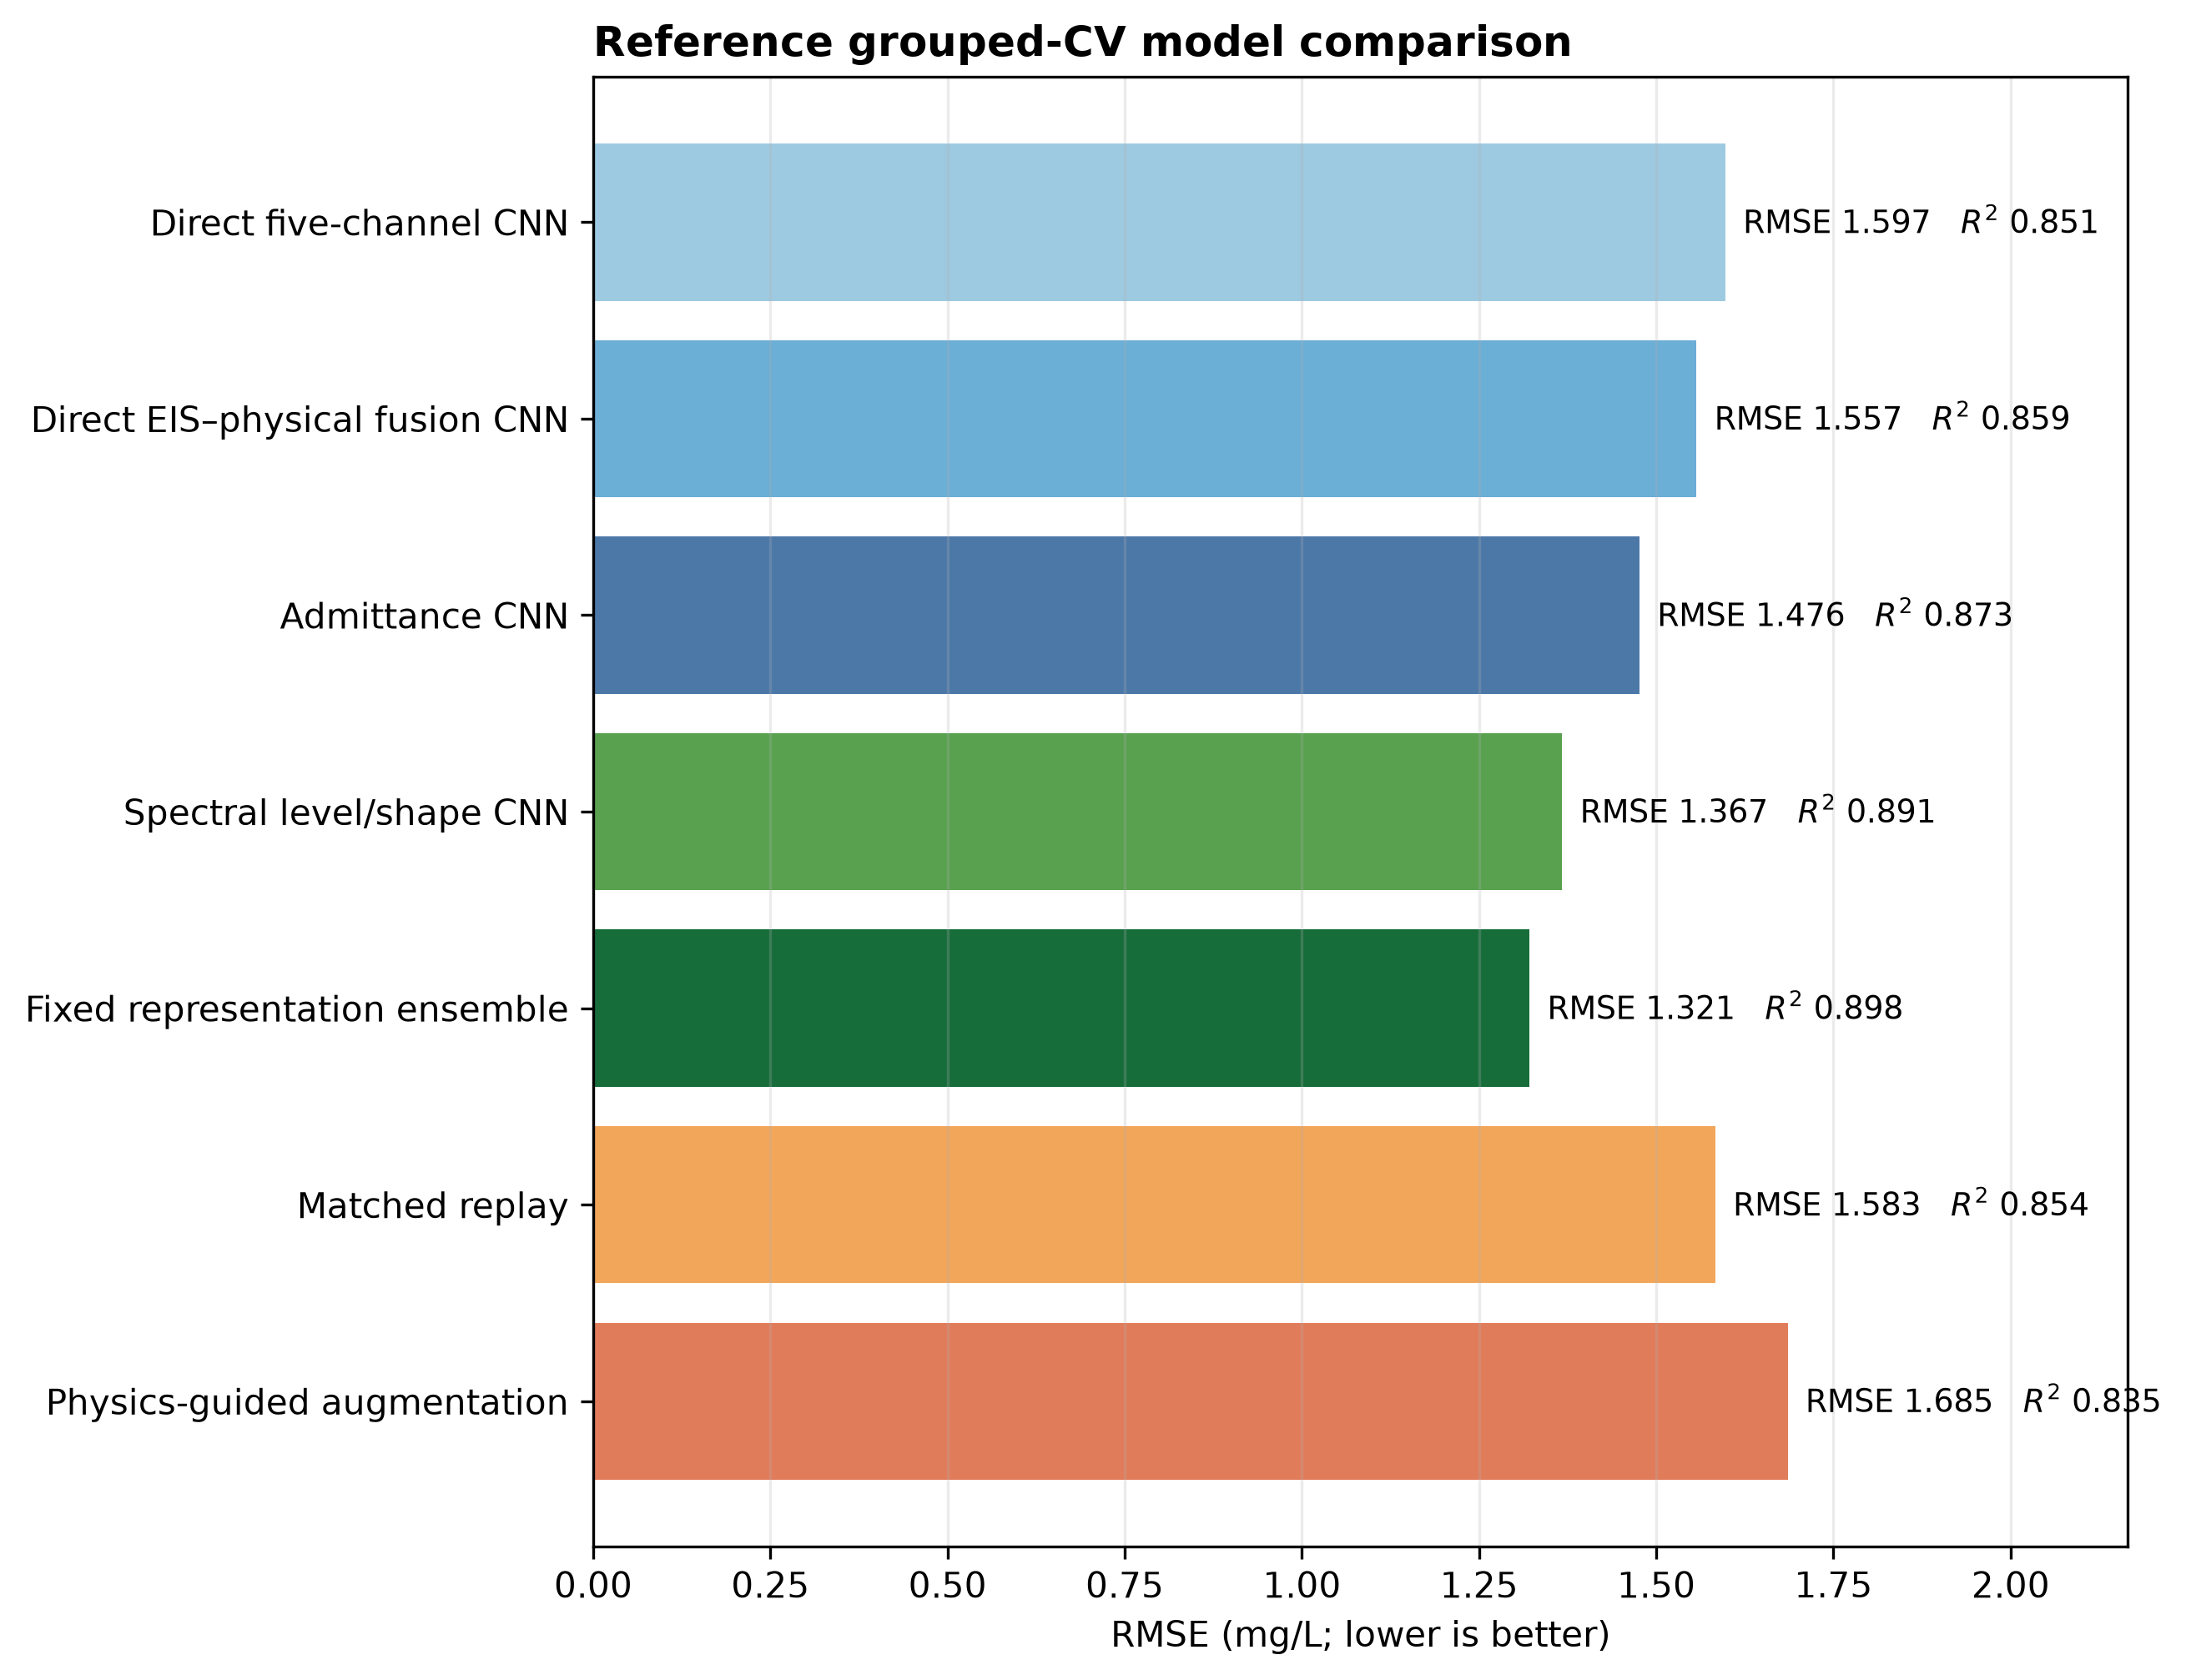 Reference grouped-CV model comparison
Direct five-channel CNN
RMSE 1.597 R² 0.851
Direct EIS–physical fusion CNN
RMSE 1.557 R² 0.859
Admittance CNN
RMSE 1.476 R² 0.873
Spectral level/shape CNN
RMSE 1.367 R² 0.891
Fixed representation ensemble
RMSE 1.321 R² 0.898
Matched replay
RMSE 1.583 R² 0.854
Physics-guided augmentation
RMSE 1.685 R² 0.835
0.00 0.25 0.50 0.75 1.00 1.25 1.50 1.75 2.00
RMSE (mg/L; lower is better)